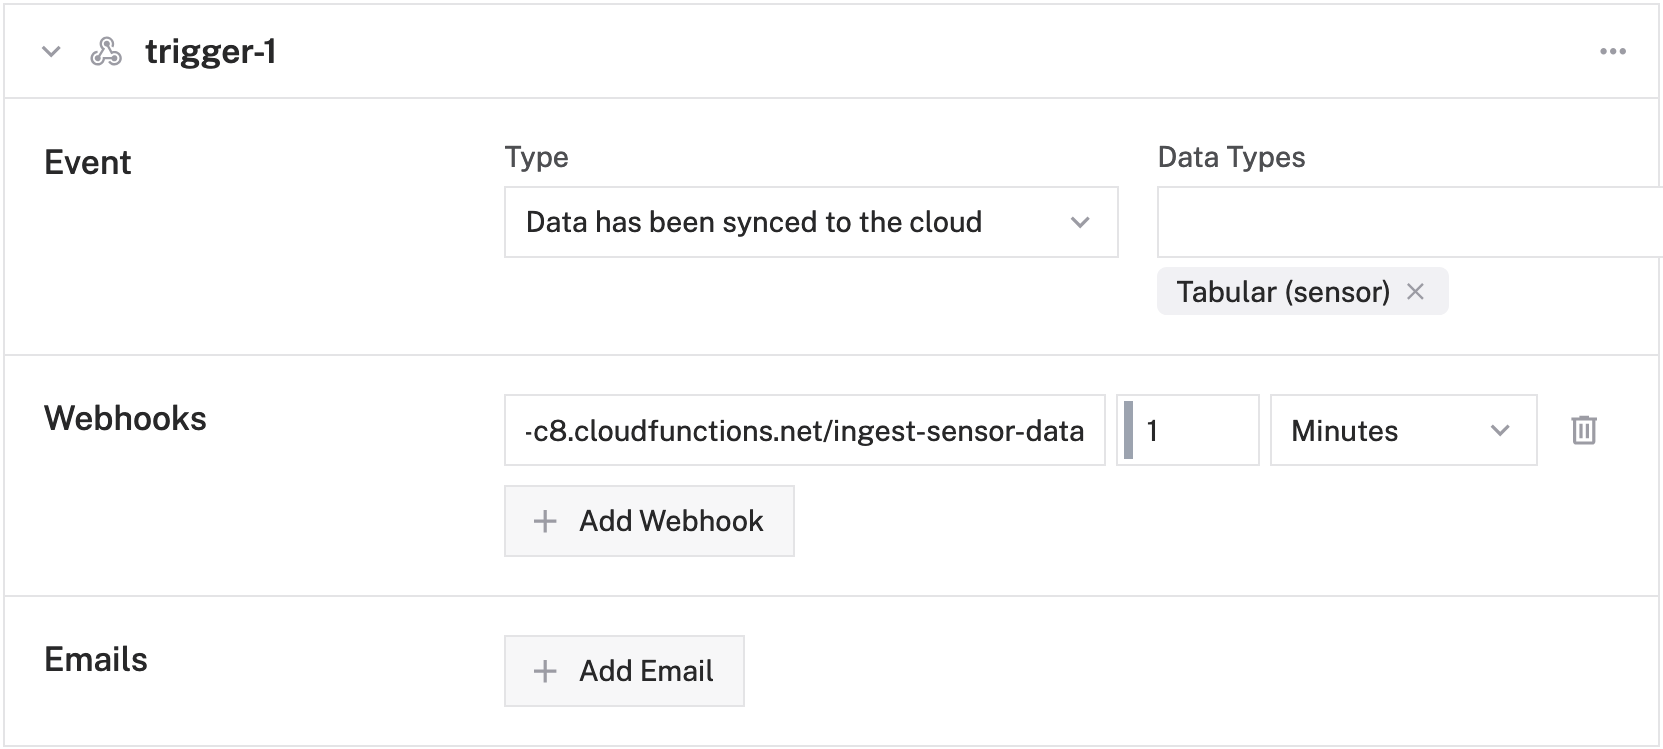 trigger-1
Event
Type
Data Types
Data has been synced to the cloud
Tabular (sensor)
Webhooks
-c8.cloudfunctions.net/ingest-sensor-data
1
Minutes
Add Webhook
Emails
Add Email